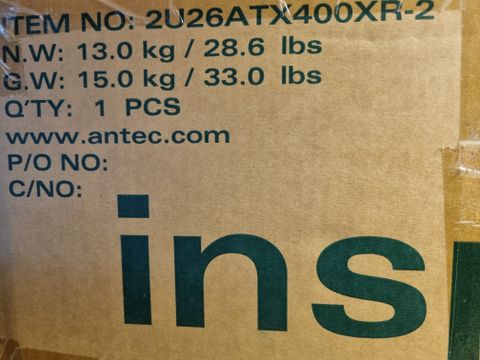 ITEM NO: 2U26ATX400XR-2
N.W: 13.0 kg / 28.6 lbs
G.W: 15.0 kg / 33.0 lbs
Q'TY: 1 PCS
www.antec.com
P/O NO:
C/NO:
ins